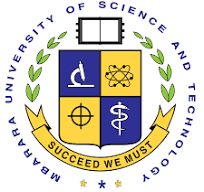 MBARARA UNIVERSITY OF SCIENCE AND TECHNOLOGY
SUCCEED WE MUST